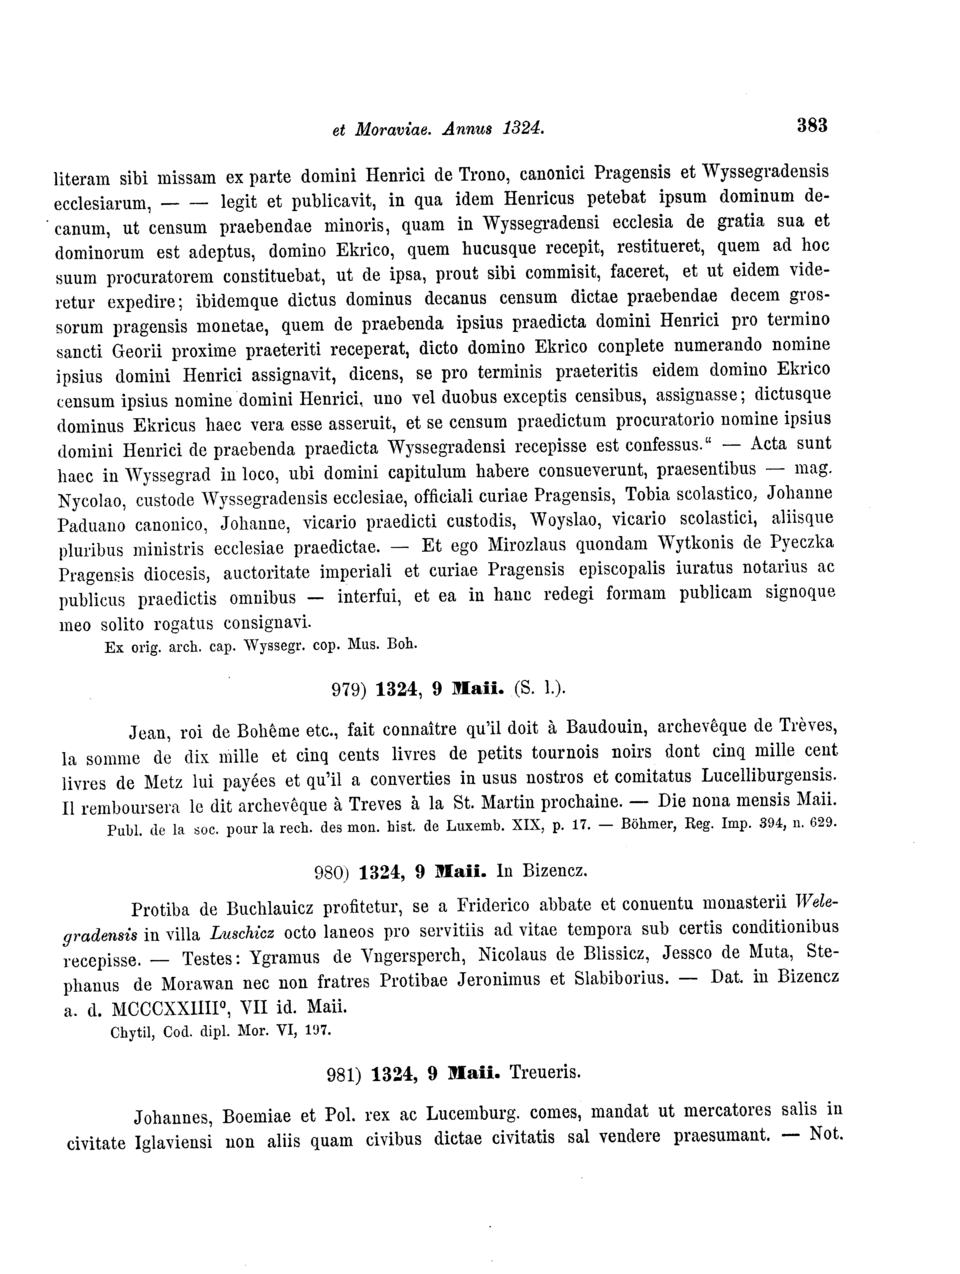 et Moraviae. Annus 1324. 383
literam sibi missam ex parte domini Henrici de Trono, canonici Pragensis et Wyssegradensis
ecclesiarum, — — legit et publicavit, in qua idem Henricus petebat ipsum dominum de-
canum, ut censum praebendae minoris, quam in Wyssegradensi ecclesia de gratia sua et
dominorum est adeptus, domino Ekrico, quem hucusque recepit, restitueret, quem ad hoc
suum procuratorem constituebat, ut de ipsa, prout sibi commisit, faceret, et ut eidem vide-
retur expedire; ibidemque dictus dominus decanus censum dictae praebendae decem gros-
sorum pragensis monetae, quem de praebenda ipsius praedicta domini Henrici pro termino
sancti Georii proxime praeteriti receperat, dicto domino Ekrico conplete numerando nomine
ipsius domini Henrici assignavit, dicens, se pro terminis praeteritis eidem domino Ekrico
censum ipsius nomine domini Henrici, uno vel duobus exceptis censibus, assignasse; dictusque
dominus Ekricus haec vera esse asseruit, et se censum praedictum procuratorio nomine ipsius
domini Henrici de praebenda praedicta Wyssegradensi recepisse est confessus.“ — Acta sunt
haec in Wyssegrad in loco, ubi domini capitulum habere consueverunt, praesentibus — mag.
Nycolao, custode Wyssegradensis ecclesiae, officiali curiae Pragensis, Tobia scolastico, Johanne
Paduano canonico, Johanne, vicario praedicti custodis, Woyslao, vicario scolastici, aliisque
pluribus ministris ecclesiae praedictae. — Et ego Mirozlaus quondam Wytkonis de Pyeczka
Pragensis diocesis, auctoritate imperiali et curiae Pragensis episcopalis iuratus notarius ac
publicus praedictis omnibus — interfui, et ea in hanc redegi formam publicam signoque
meo solito rogatus consignavi.
Ex orig. arch. cap. Wyssegr. cop. Mus. Boh.
979) 1324, 9 Maii. (S. l.).
Jean, roi de Bohême etc., fait connaître qu'il doit à Baudouin, archevêque de Trèves,
la somme de dix mille et cinq cents livres de petits tournois noirs dont cinq mille cent
livres de Metz lui payées et qu'il a converties in usus nostros et comitatus Lucelliburgensis.
Il remboursera le dit archevêque à Treves à la St. Martin prochaine. — Die nona mensis Maii.
Publ. de la soc. pour la rech. des mon. hist. de Luxemb. XIX, p. 17. — Böhmer, Reg. Imp. 394, n. 629.
980) 1324, 9 Maii. In Bizencz.
Protiba de Buchlauicz profitetur, se a Friderico abbate et conuentu monasterii Wele-
gradensis in villa Luschicz octo laneos pro servitiis ad vitae tempora sub certis conditionibus
recepisse. — Testes: Ygramus de Vngersperch, Nicolaus de Blissicz, Jessco de Muta, Ste-
phanus de Morawan nec non fratres Protibae Jeronimus et Slabiborius. — Dat. in Bizencz
a. d. MCCCXXIIII⁰, VII id. Maii.
Chytil, Cod. dipl. Mor. VI, 197.
981) 1324, 9 Maii. Treueris.
Johannes, Boemiae et Pol. rex ac Lucemburg. comes, mandat ut mercatores salis in
civitate Iglaviensi non aliis quam civibus dictae civitatis sal vendere praesumant. — Not.